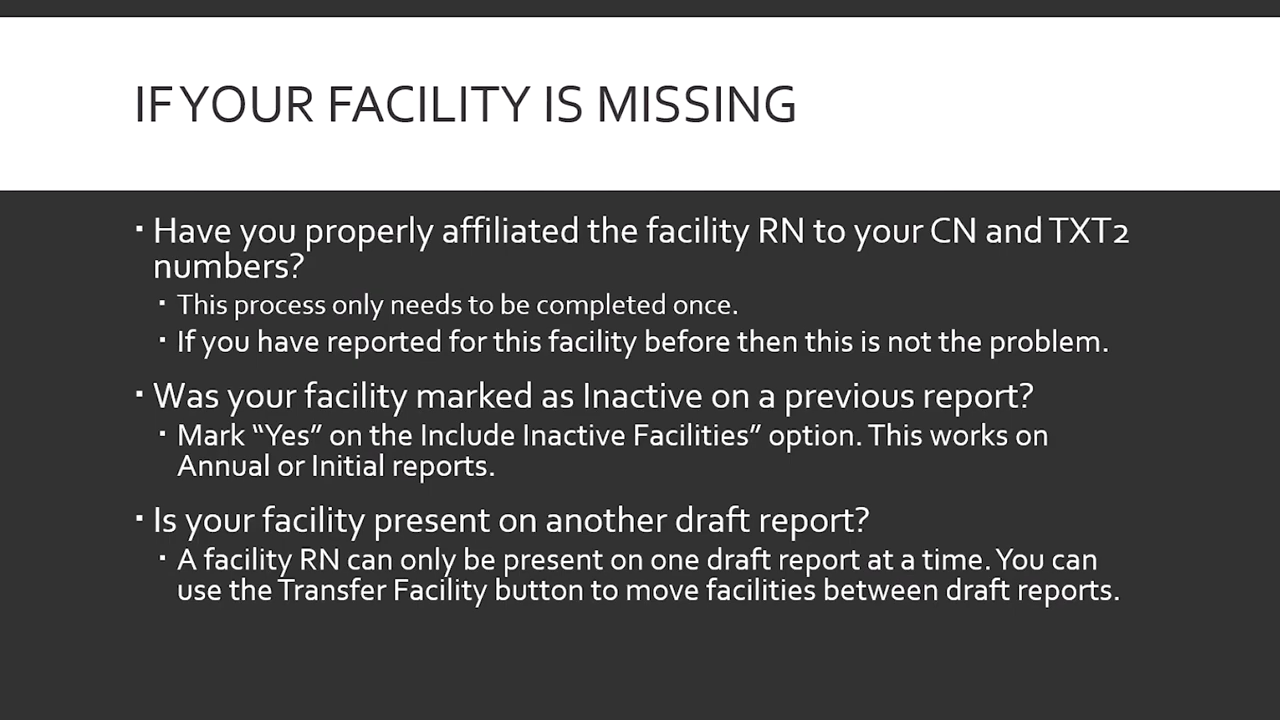 IF YOUR FACILITY IS MISSING
▪ Have you properly affiliated the facility RN to your CN and TXT2
numbers?
▪ This process only needs to be completed once.
▪ If you have reported for this facility before then this is not the problem.
▪ Was your facility marked as Inactive on a previous report?
▪ Mark “Yes” on the Include Inactive Facilities” option. This works on
Annual or Initial reports.
▪ Is your facility present on another draft report?
▪ A facility RN can only be present on one draft report at a time. You can
use the Transfer Facility button to move facilities between draft reports.